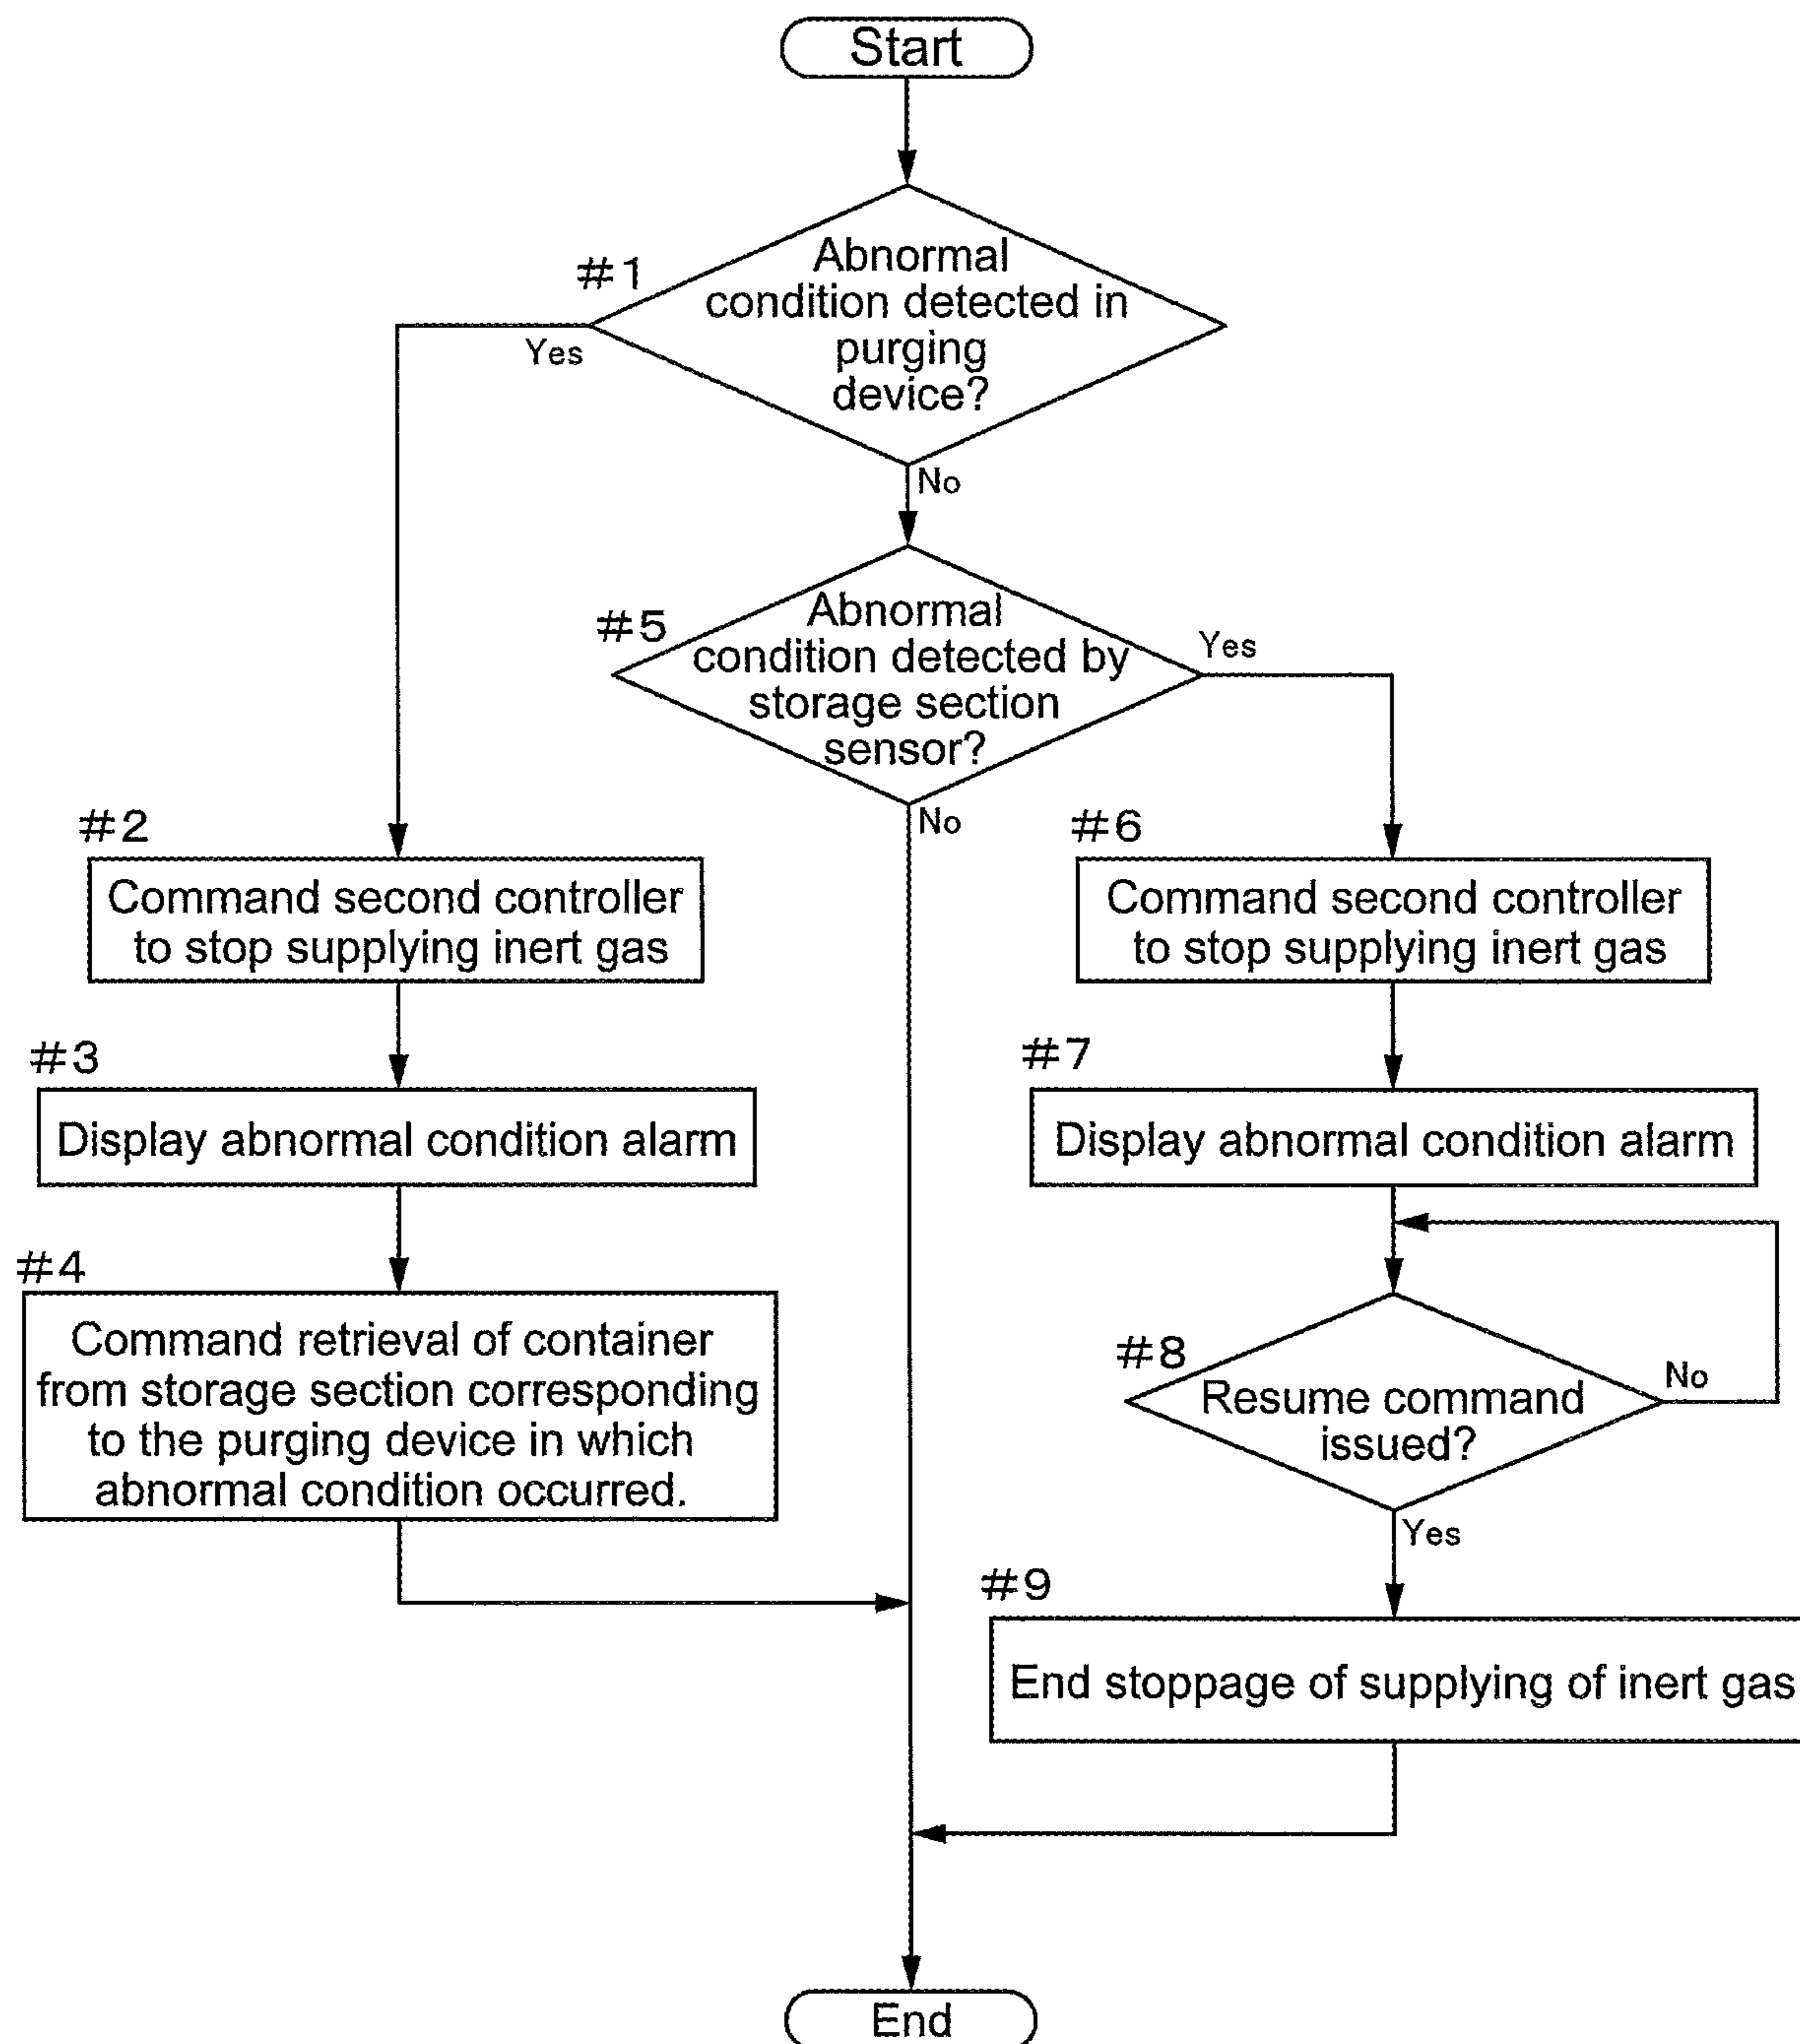 Start
#1
Abnormal
condition detected in
purging
device?
Yes
No
#5
Abnormal
condition detected by
storage section
sensor?
Yes
No
#2
Command second controller
to stop supplying inert gas
#3
Display abnormal condition alarm
#4
Command retrieval of container
from storage section corresponding
to the purging device in which
abnormal condition occurred.
#6
Command second controller
to stop supplying inert gas
#7
Display abnormal condition alarm
#8
Resume command
issued?
No
Yes
#9
End stoppage of supplying of inert gas
End